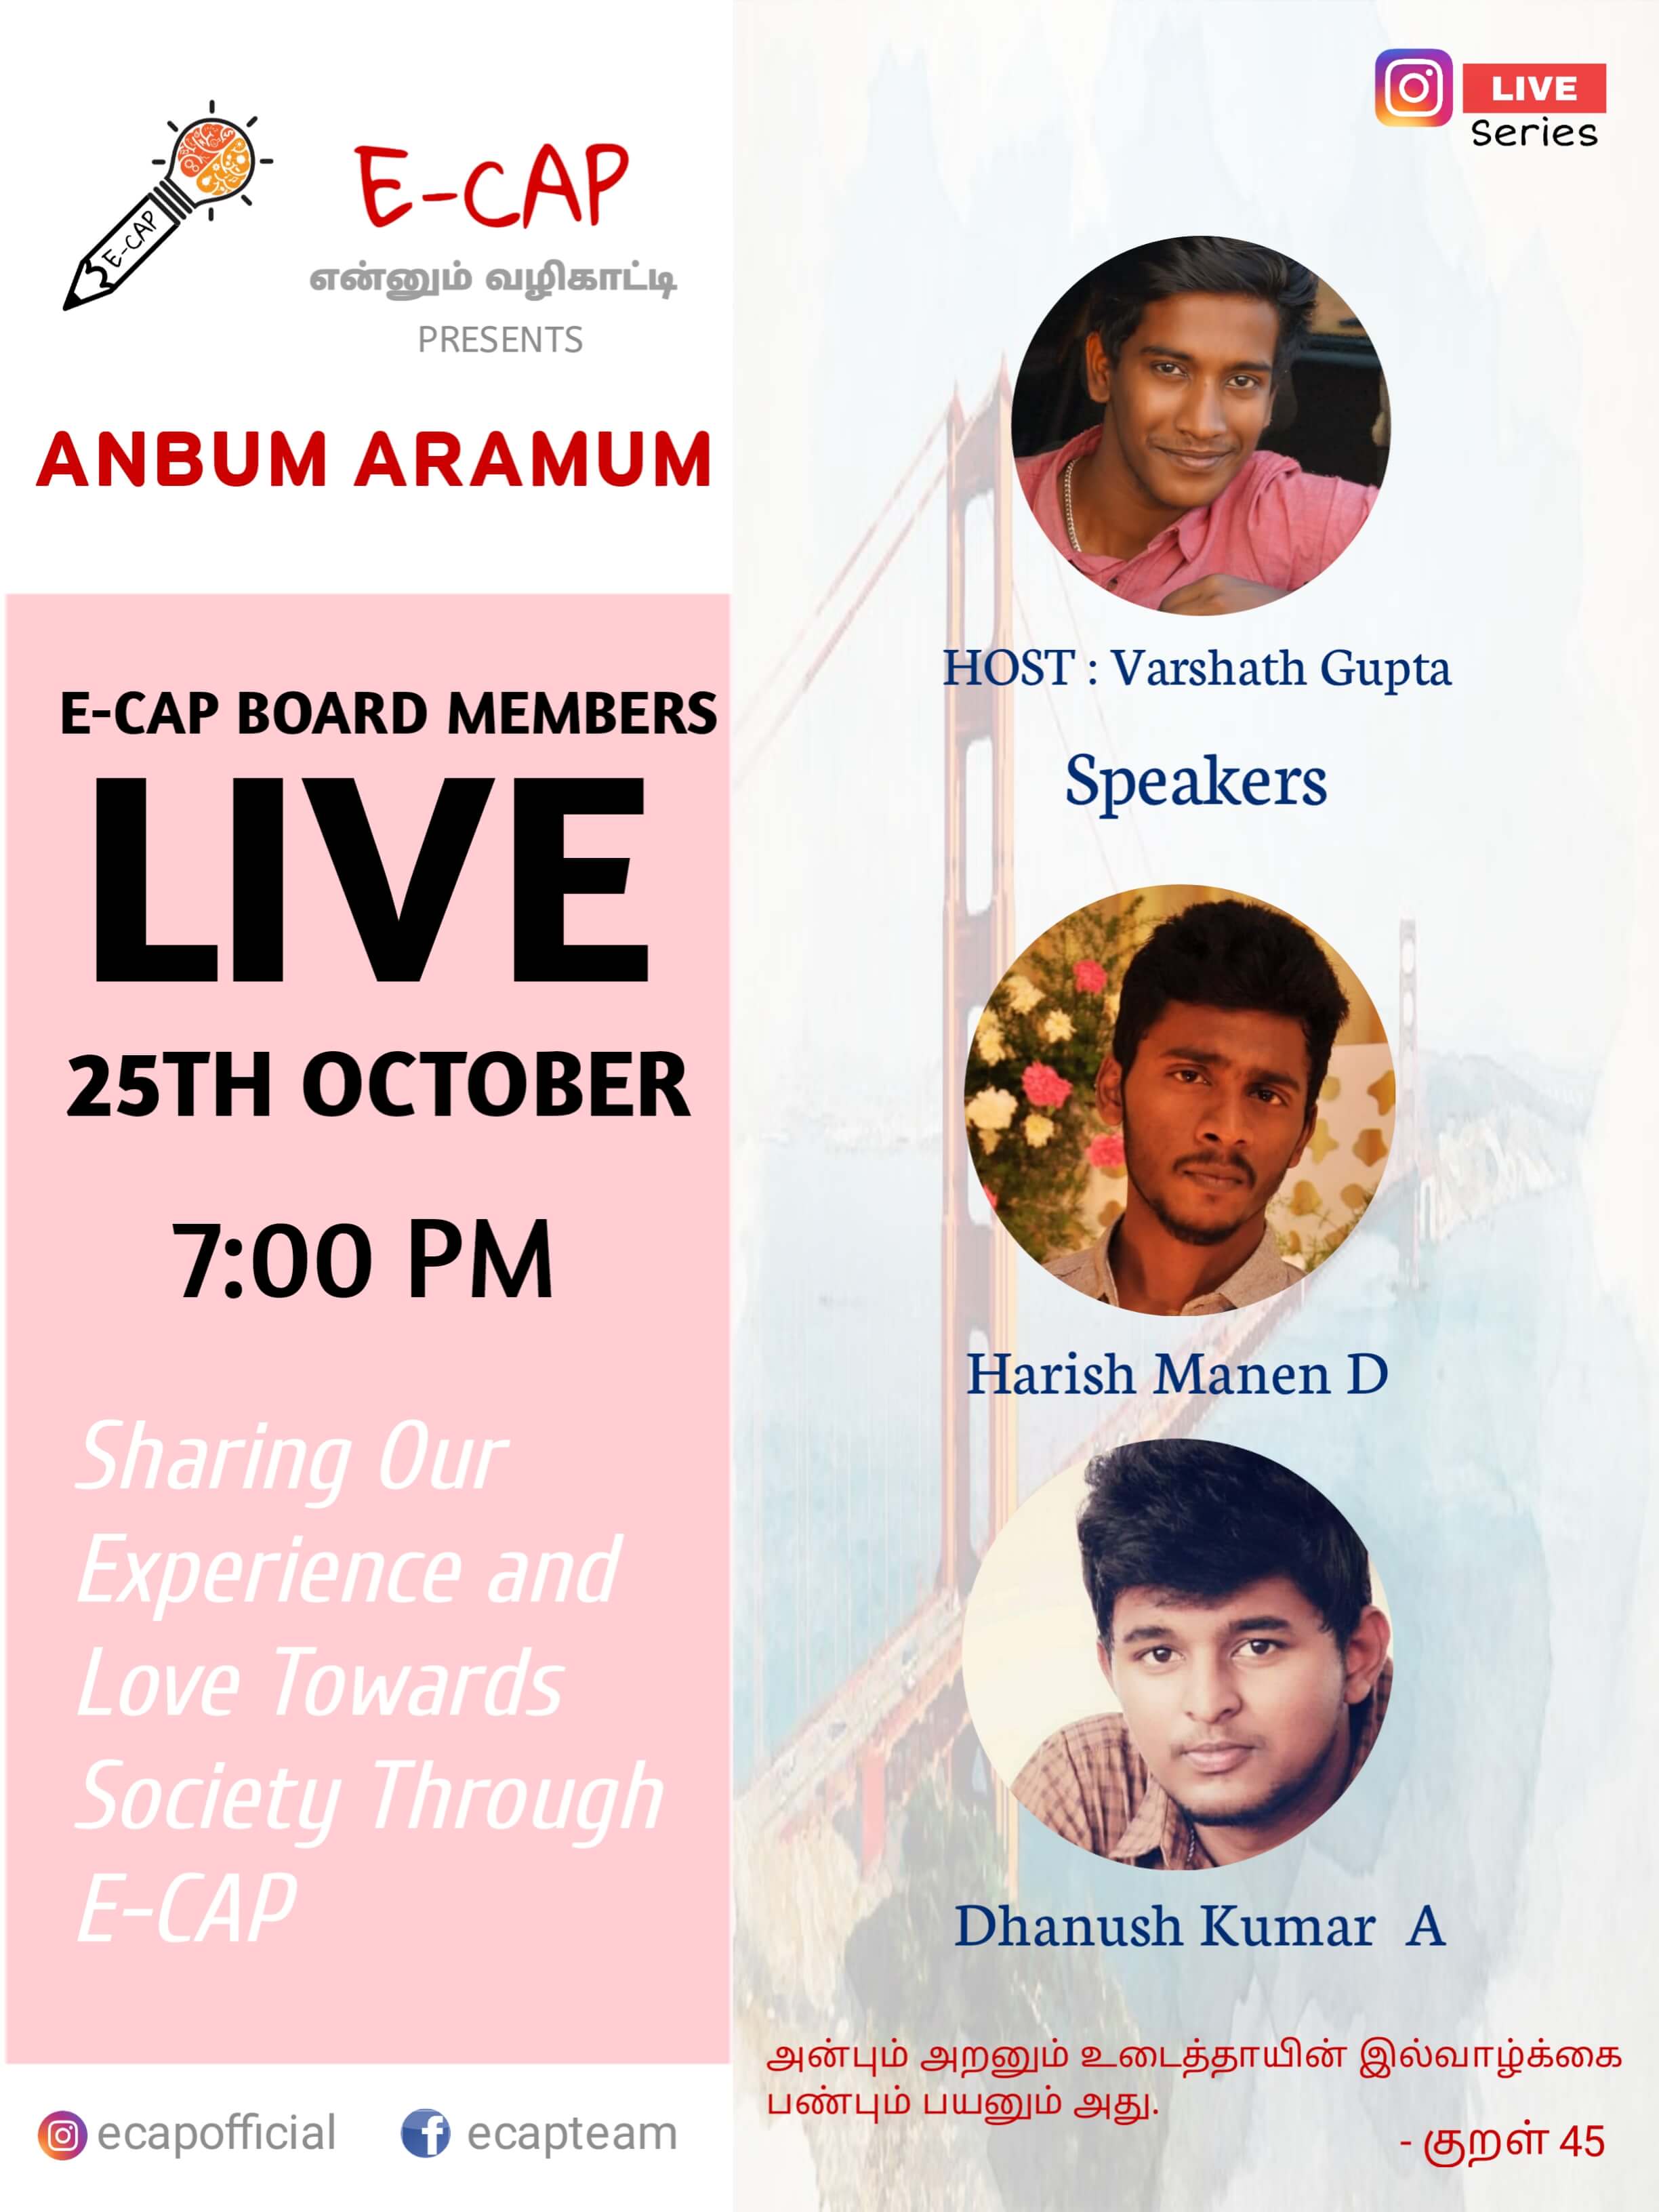 E-CAP
E-CAP
என்னும் வழிகாட்டி
PRESENTS
ANBUM ARAMUM
E-CAP BOARD MEMBERS
LIVE
25TH OCTOBER
7:00 PM
Sharing Our
Experience and
Love Towards
Society Through
E-CAP
ecapofficial
ecapteam
LIVE
Series
HOST : Varshath Gupta
Speakers
Harish Manen D
Dhanush Kumar A
அன்பும் அறனும் உடைத்தாயின் இல்வாழ்க்கை
பண்பும் பயனும் அது.
- குறள் 45